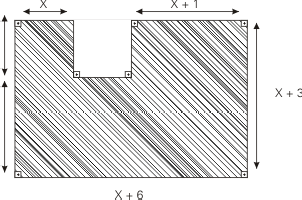 X X + 1
X + 3
X + 6